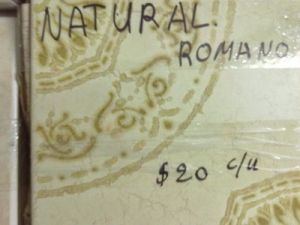 NATURAL.
ROMANO
$20 c/u